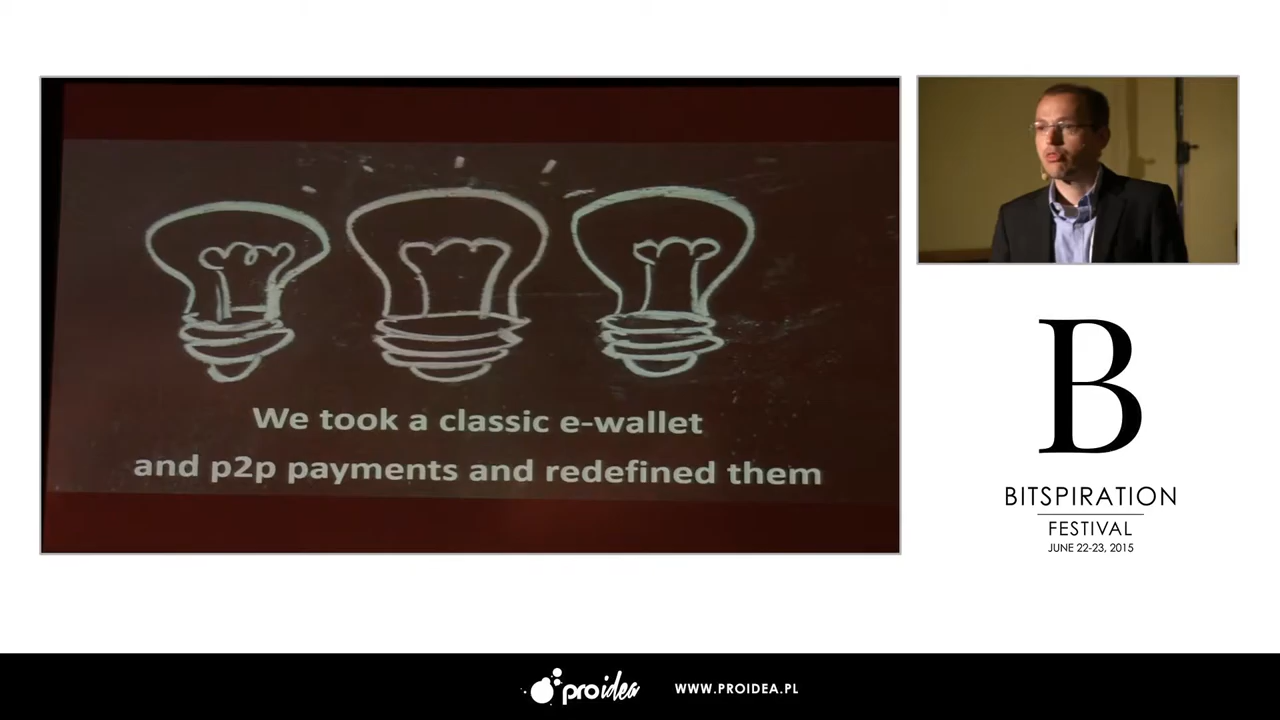 We took a classic e-wallet
and p2p payments and redefined them
B
BITSPIRATION
FESTIVAL
JUNE 22-23, 2015
proidea
WWW.PROIDEA.PL